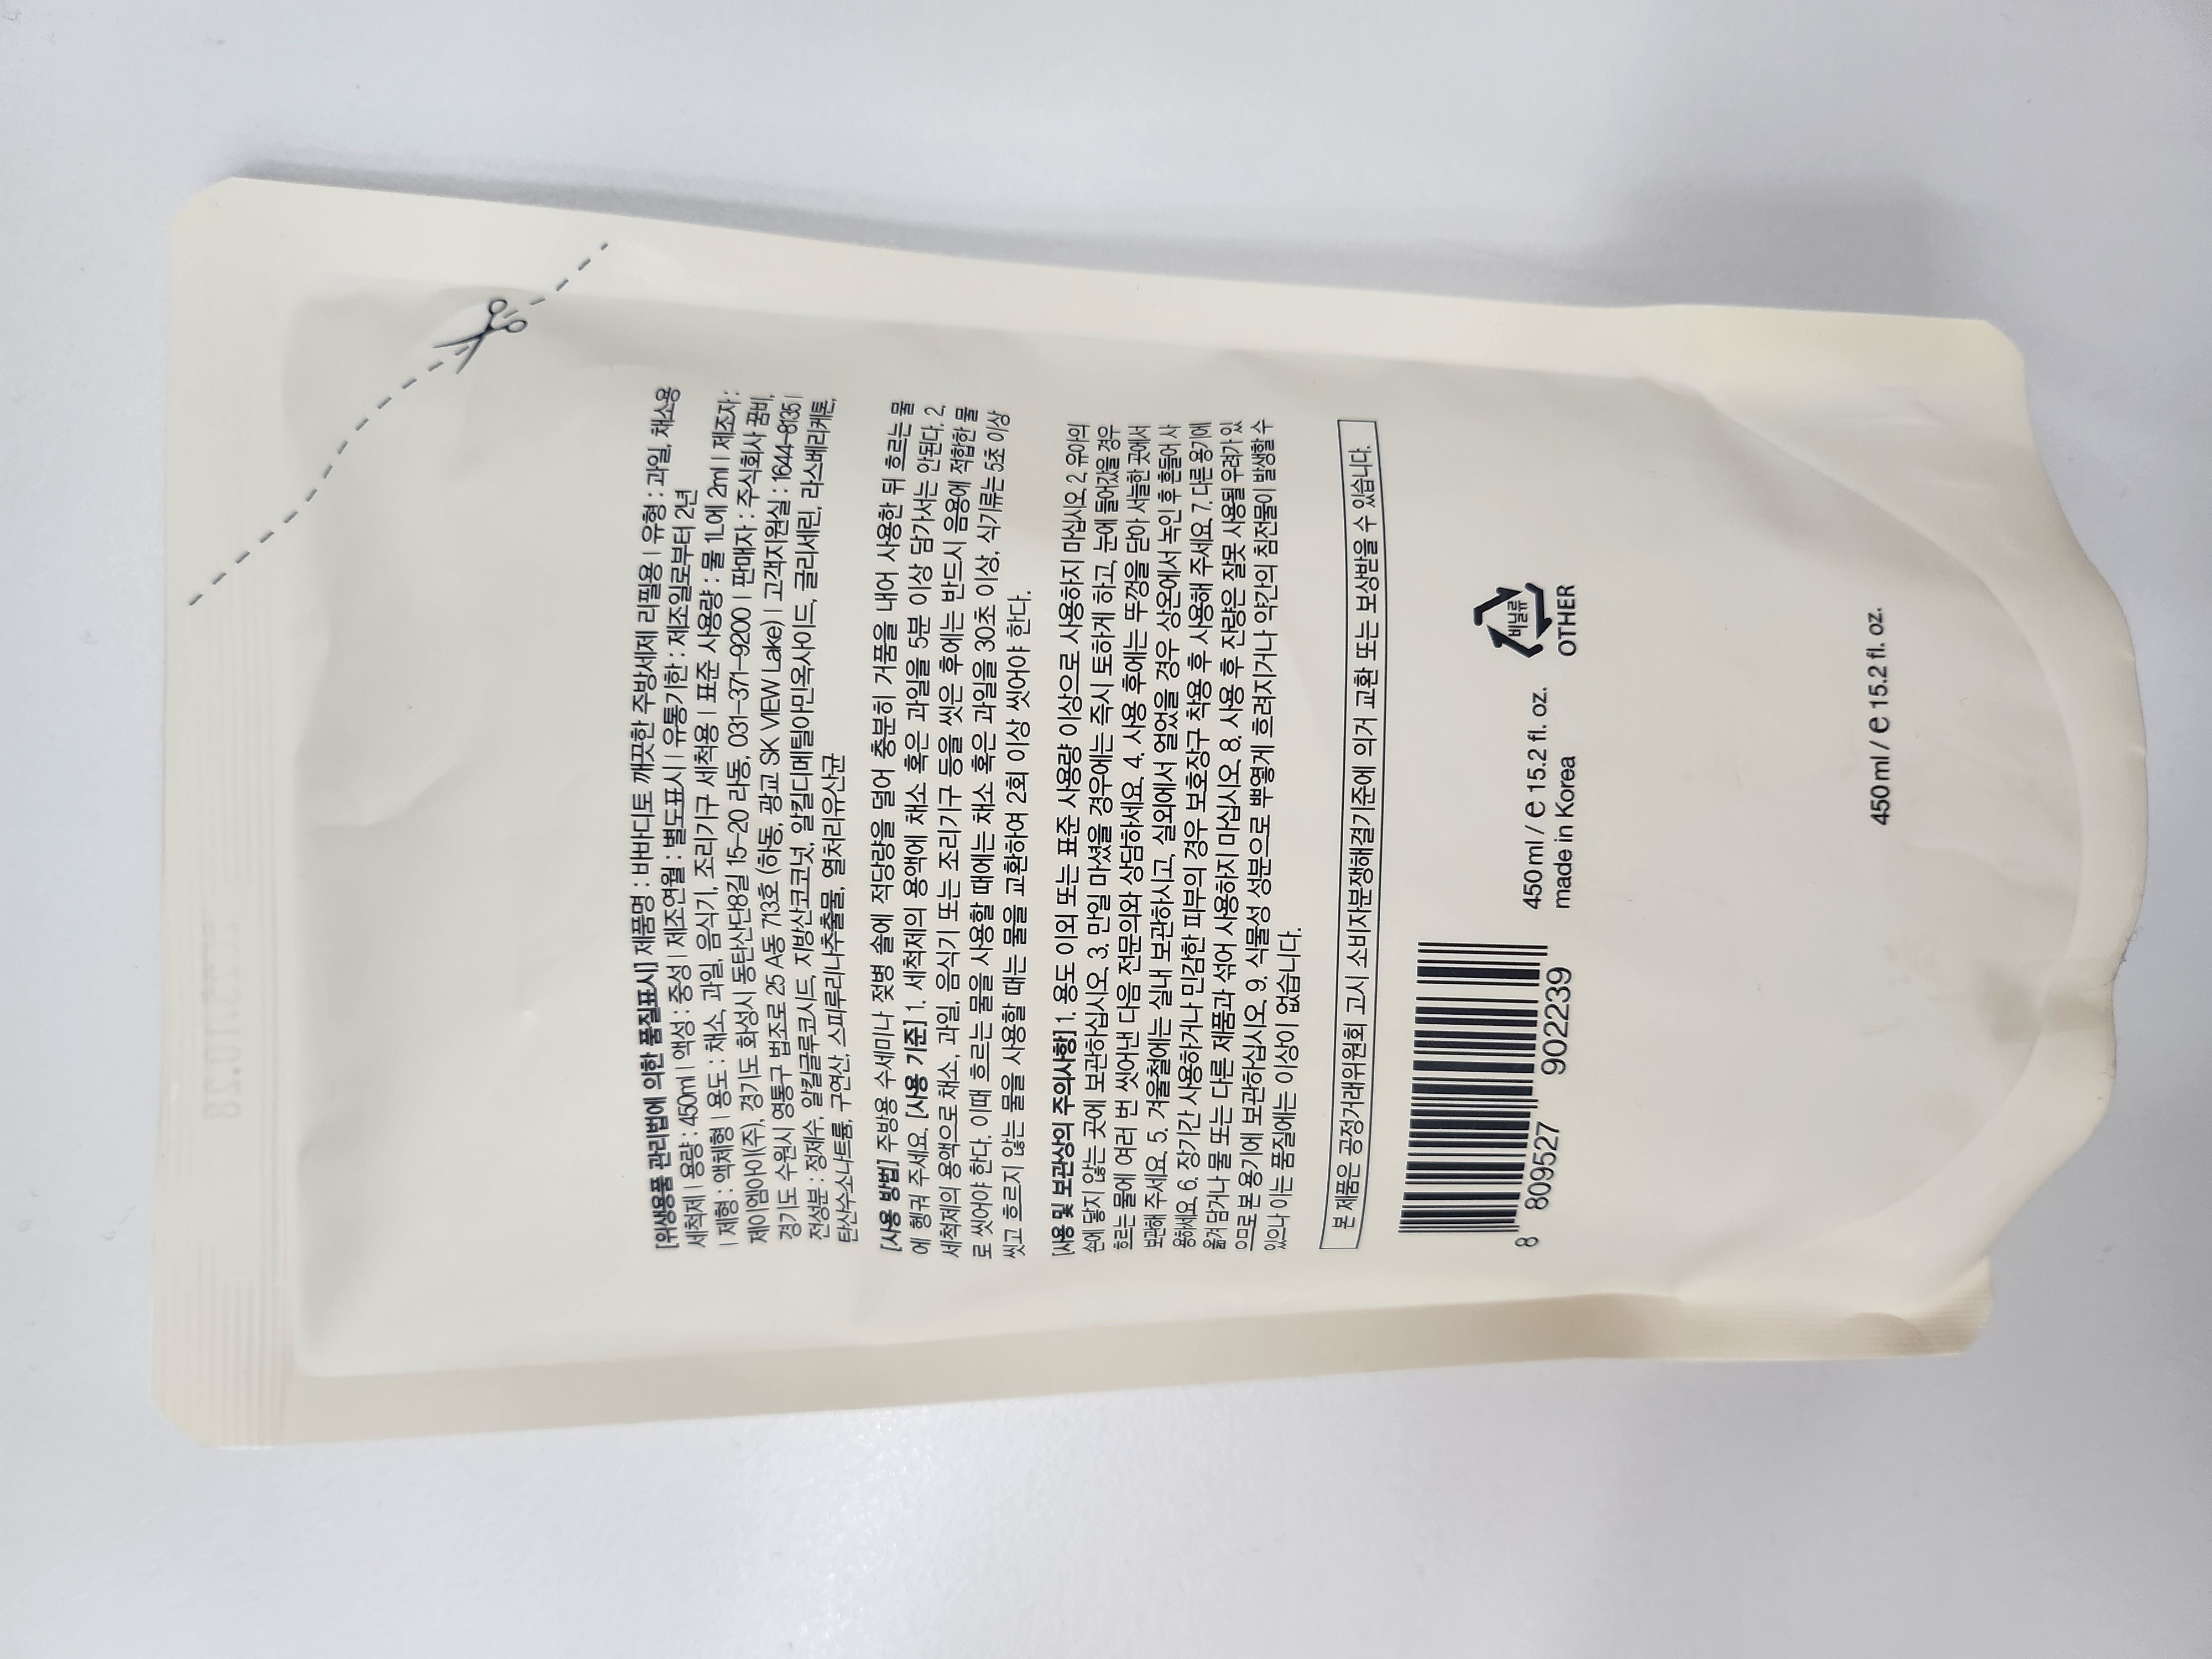 [위생용품 관리법에 의한 품질표시] 제품명 : 바바디토 깨끗한 주방세제 리필용 | 유형 : 과일, 채소용
세척제 | 용량 : 450ml | 액성 : 중성 | 제조연월 : 별도표시 | 유통기한 : 제조일로부터 2년
| 제형 : 액체형 | 용도 : 채소, 과일, 음식기, 조리기구 세척용 | 표준 사용량 : 물 1L에 2ml | 제조자 :
제이엠아이(주), 경기도 화성시 동탄산단8길 15-20 라동, 031-371-9200 | 판매자 : 주식회사 꿈비,
경기도 수원시 영통구 법조로 25 A동 713호 (하동, 광교 SK VIEW Lake) | 고객지원실 : 1644-8135 |
전성분 : 정제수, 알킬글루코시드, 지방산코코넛, 알킬디메틸아민옥사이드, 글리세린, 라스베리케톤,
탄산수소나트륨, 구연산, 스피루리나추출물, 열처리유산균
[사용 방법] 주방용 수세미나 젖병 솔에 적당량을 덜어 충분히 거품을 내어 사용한 뒤 흐르는 물
에 헹궈 주세요. [사용 기준] 1. 세척제의 용액에 채소 혹은 과일을 5분 이상 담가서는 안된다. 2.
세척제의 용액으로 채소, 과일, 음식기 또는 조리기구 등을 씻은 후에는 반드시 음용에 적합한 물
로 씻어야 한다. 이때 흐르는 물을 사용할 때에는 채소 혹은 과일을 30초 이상, 식기류는 5초 이상
씻고 흐르지 않는 물을 사용할 때는 물을 교환하여 2회 이상 씻어야 한다.
[사용 및 보관상의 주의사항] 1. 용도 이외 또는 표준 사용량 이상으로 사용하지 마십시오. 2. 유아의
손에 닿지 않는 곳에 보관하십시오. 3. 만일 마셨을 경우에는 즉시 토하게 하고, 눈에 들어갔을 경우
흐르는 물에 여러 번 씻어낸 다음 전문의와 상담하세요. 4. 사용 후에는 뚜껑을 닫아 서늘한 곳에서
보관해 주세요. 5. 겨울철에는 실내 보관하시고, 실외에서 얼었을 경우 상온에서 녹인 후 흔들어 사
용하세요. 6. 장기간 사용하거나 민감한 피부의 경우 보호장구 착용 후 사용해 주세요. 7. 다른 용기에
옮겨 담거나 물 또는 다른 제품과 섞어 사용하지 마십시오. 8. 사용 후 잔량은 잘못 사용될 우려가 있
으므로 본 용기에 보관하십시오. 9. 식물성 성분으로 뿌옇게 흐려지거나 약간의 침전물이 발생할 수
있으나 이는 품질에는 이상이 없습니다.
본 제품은 공정거래위원회 고시 소비자분쟁해결기준에 의거 교환 또는 보상받을 수 있습니다.
8 809527 902239
450ml / ℮ 15.2 fl. oz.
made in Korea
비닐류
OTHER
450ml / ℮ 15.2 fl. oz.